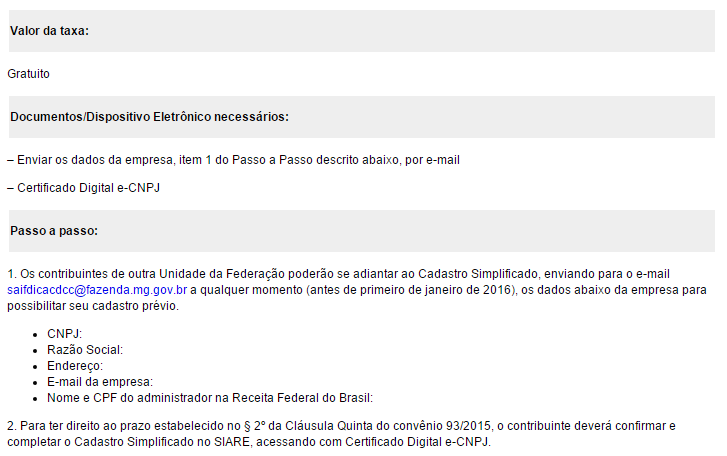 Valor da taxa:
Gratuito
Documentos/Dispositivo Eletrônico necessários:
– Enviar os dados da empresa, item 1 do Passo a Passo descrito abaixo, por e-mail
– Certificado Digital e-CNPJ
Passo a passo:
1. Os contribuintes de outra Unidade da Federação poderão se adiantar ao Cadastro Simplificado, enviando para o e-mail
saifdicacdcc@fazenda.mg.gov.br a qualquer momento (antes de primeiro de janeiro de 2016), os dados abaixo da empresa para
possibilitar seu cadastro prévio.
• CNPJ:
• Razão Social:
• Endereço:
• E-mail da empresa:
• Nome e CPF do administrador na Receita Federal do Brasil:
2. Para ter direito ao prazo estabelecido no § 2º da Cláusula Quinta do convênio 93/2015, o contribuinte deverá confirmar e
completar o Cadastro Simplificado no SIARE, acessando com Certificado Digital e-CNPJ.